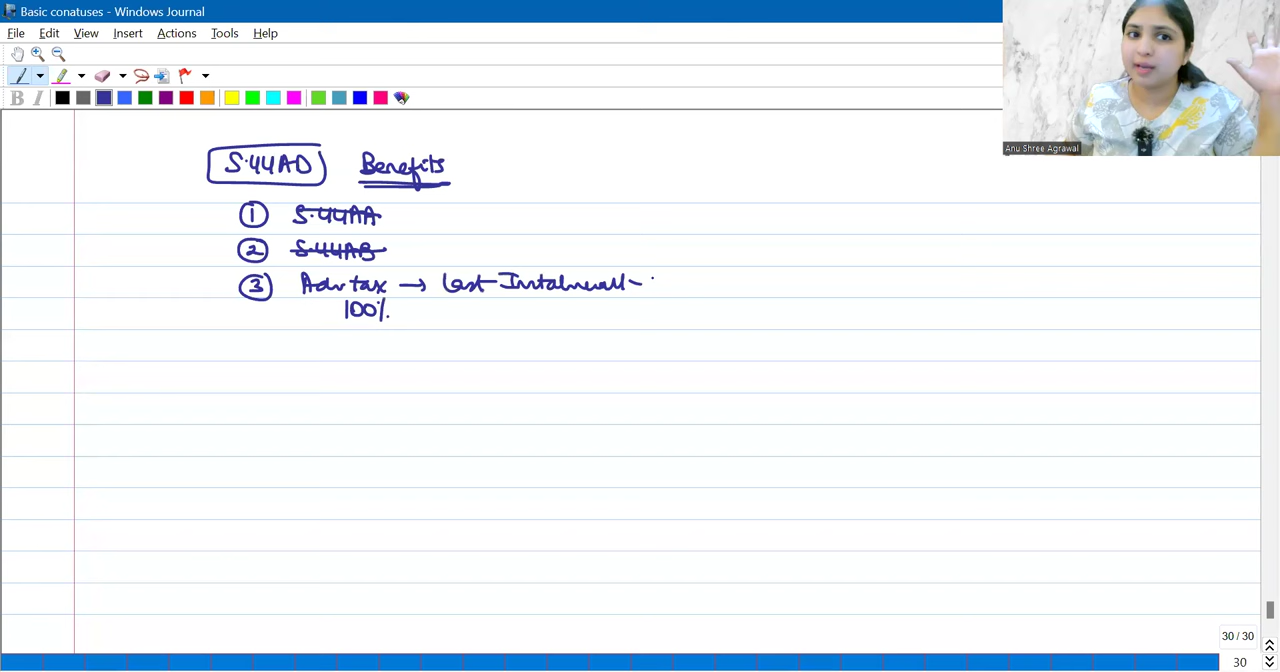 Basic conatuses - Windows Journal
File Edit View Insert Actions Tools Help
B I
Anu Shree Agrawal
S.44AD Benefits
① S.44AA
② S.44AB
③ Adv tax → Last Instalment -
100%
30 / 30
30